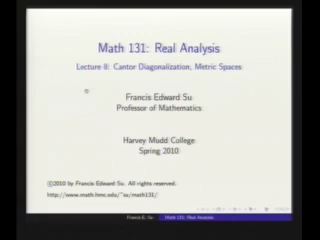 Math 131: Real Analysis
Lecture 8: Cantor Diagonalization, Metric Spaces
Francis Edward Su
Professor of Mathematics
Harvey Mudd College
Spring 2010
©2010 by Francis Edward Su. All rights reserved.
http://www.math.hmc.edu/~su/math131/
Francis E. Su Math 131: Real Analysis